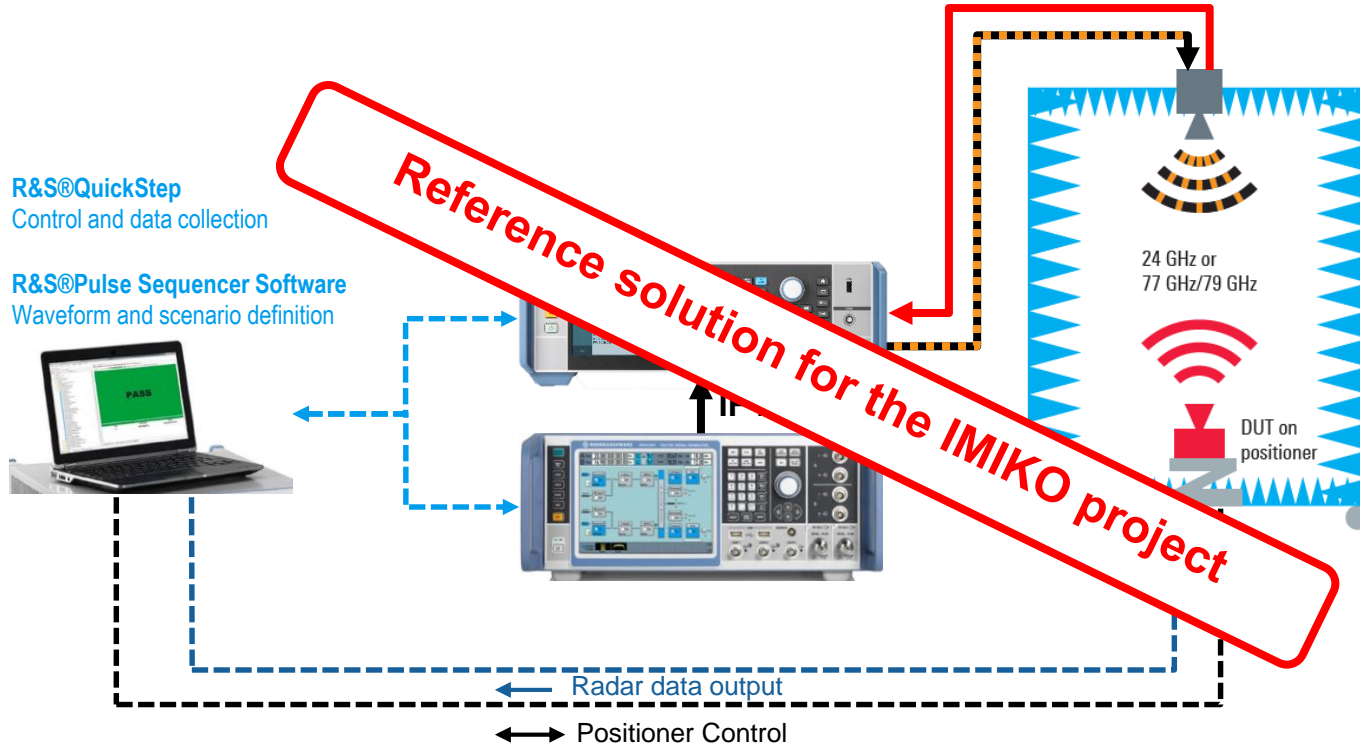 R&S®QuickStep
Control and data collection
R&S®Pulse Sequencer Software
Waveform and scenario definition
PASS
Reference solution for the IMIKO project
24 GHz or
77 GHz/79 GHz
DUT on
positioner
Radar data output
Positioner Control